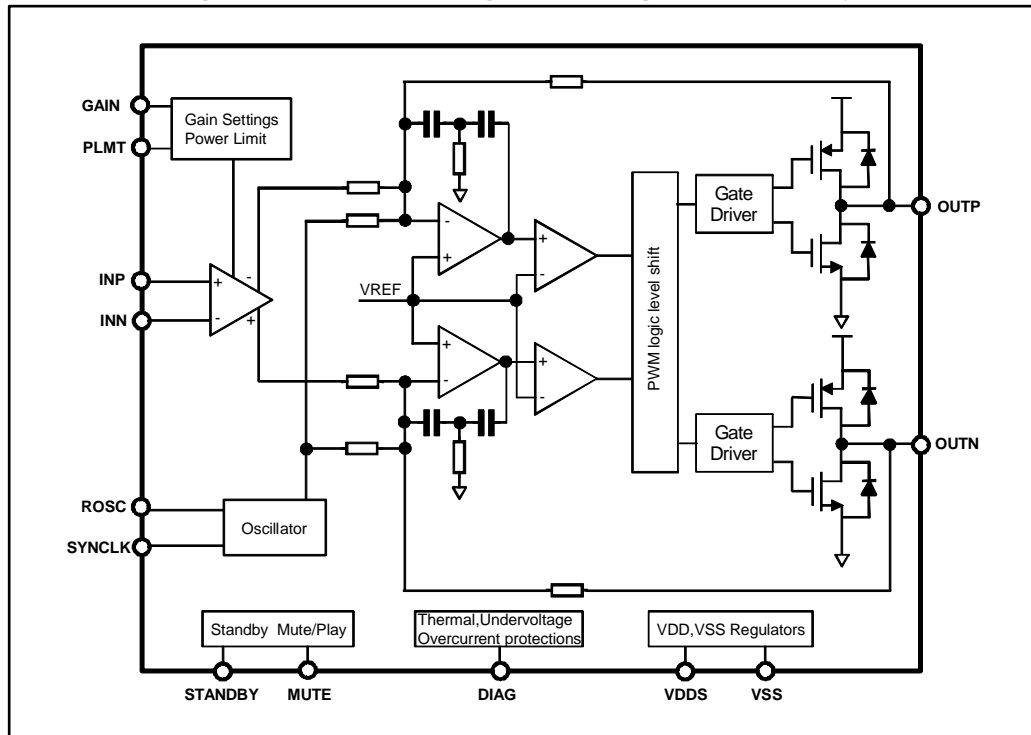 GAIN
PLMT
Gain Settings
Power Limit
INP
INN
+
-
-
+
VREF
-
+
+
-
+
-
+
-
PWM logic level shift
Gate
Driver
OUTP
Gate
Driver
OUTN
ROSC
SYNCLK
Oscillator
Standby Mute/Play
Thermal,Undervoltage
Overcurrent protections
VDD,VSS Regulators
STANDBY
MUTE
DIAG
VDDS
VSS